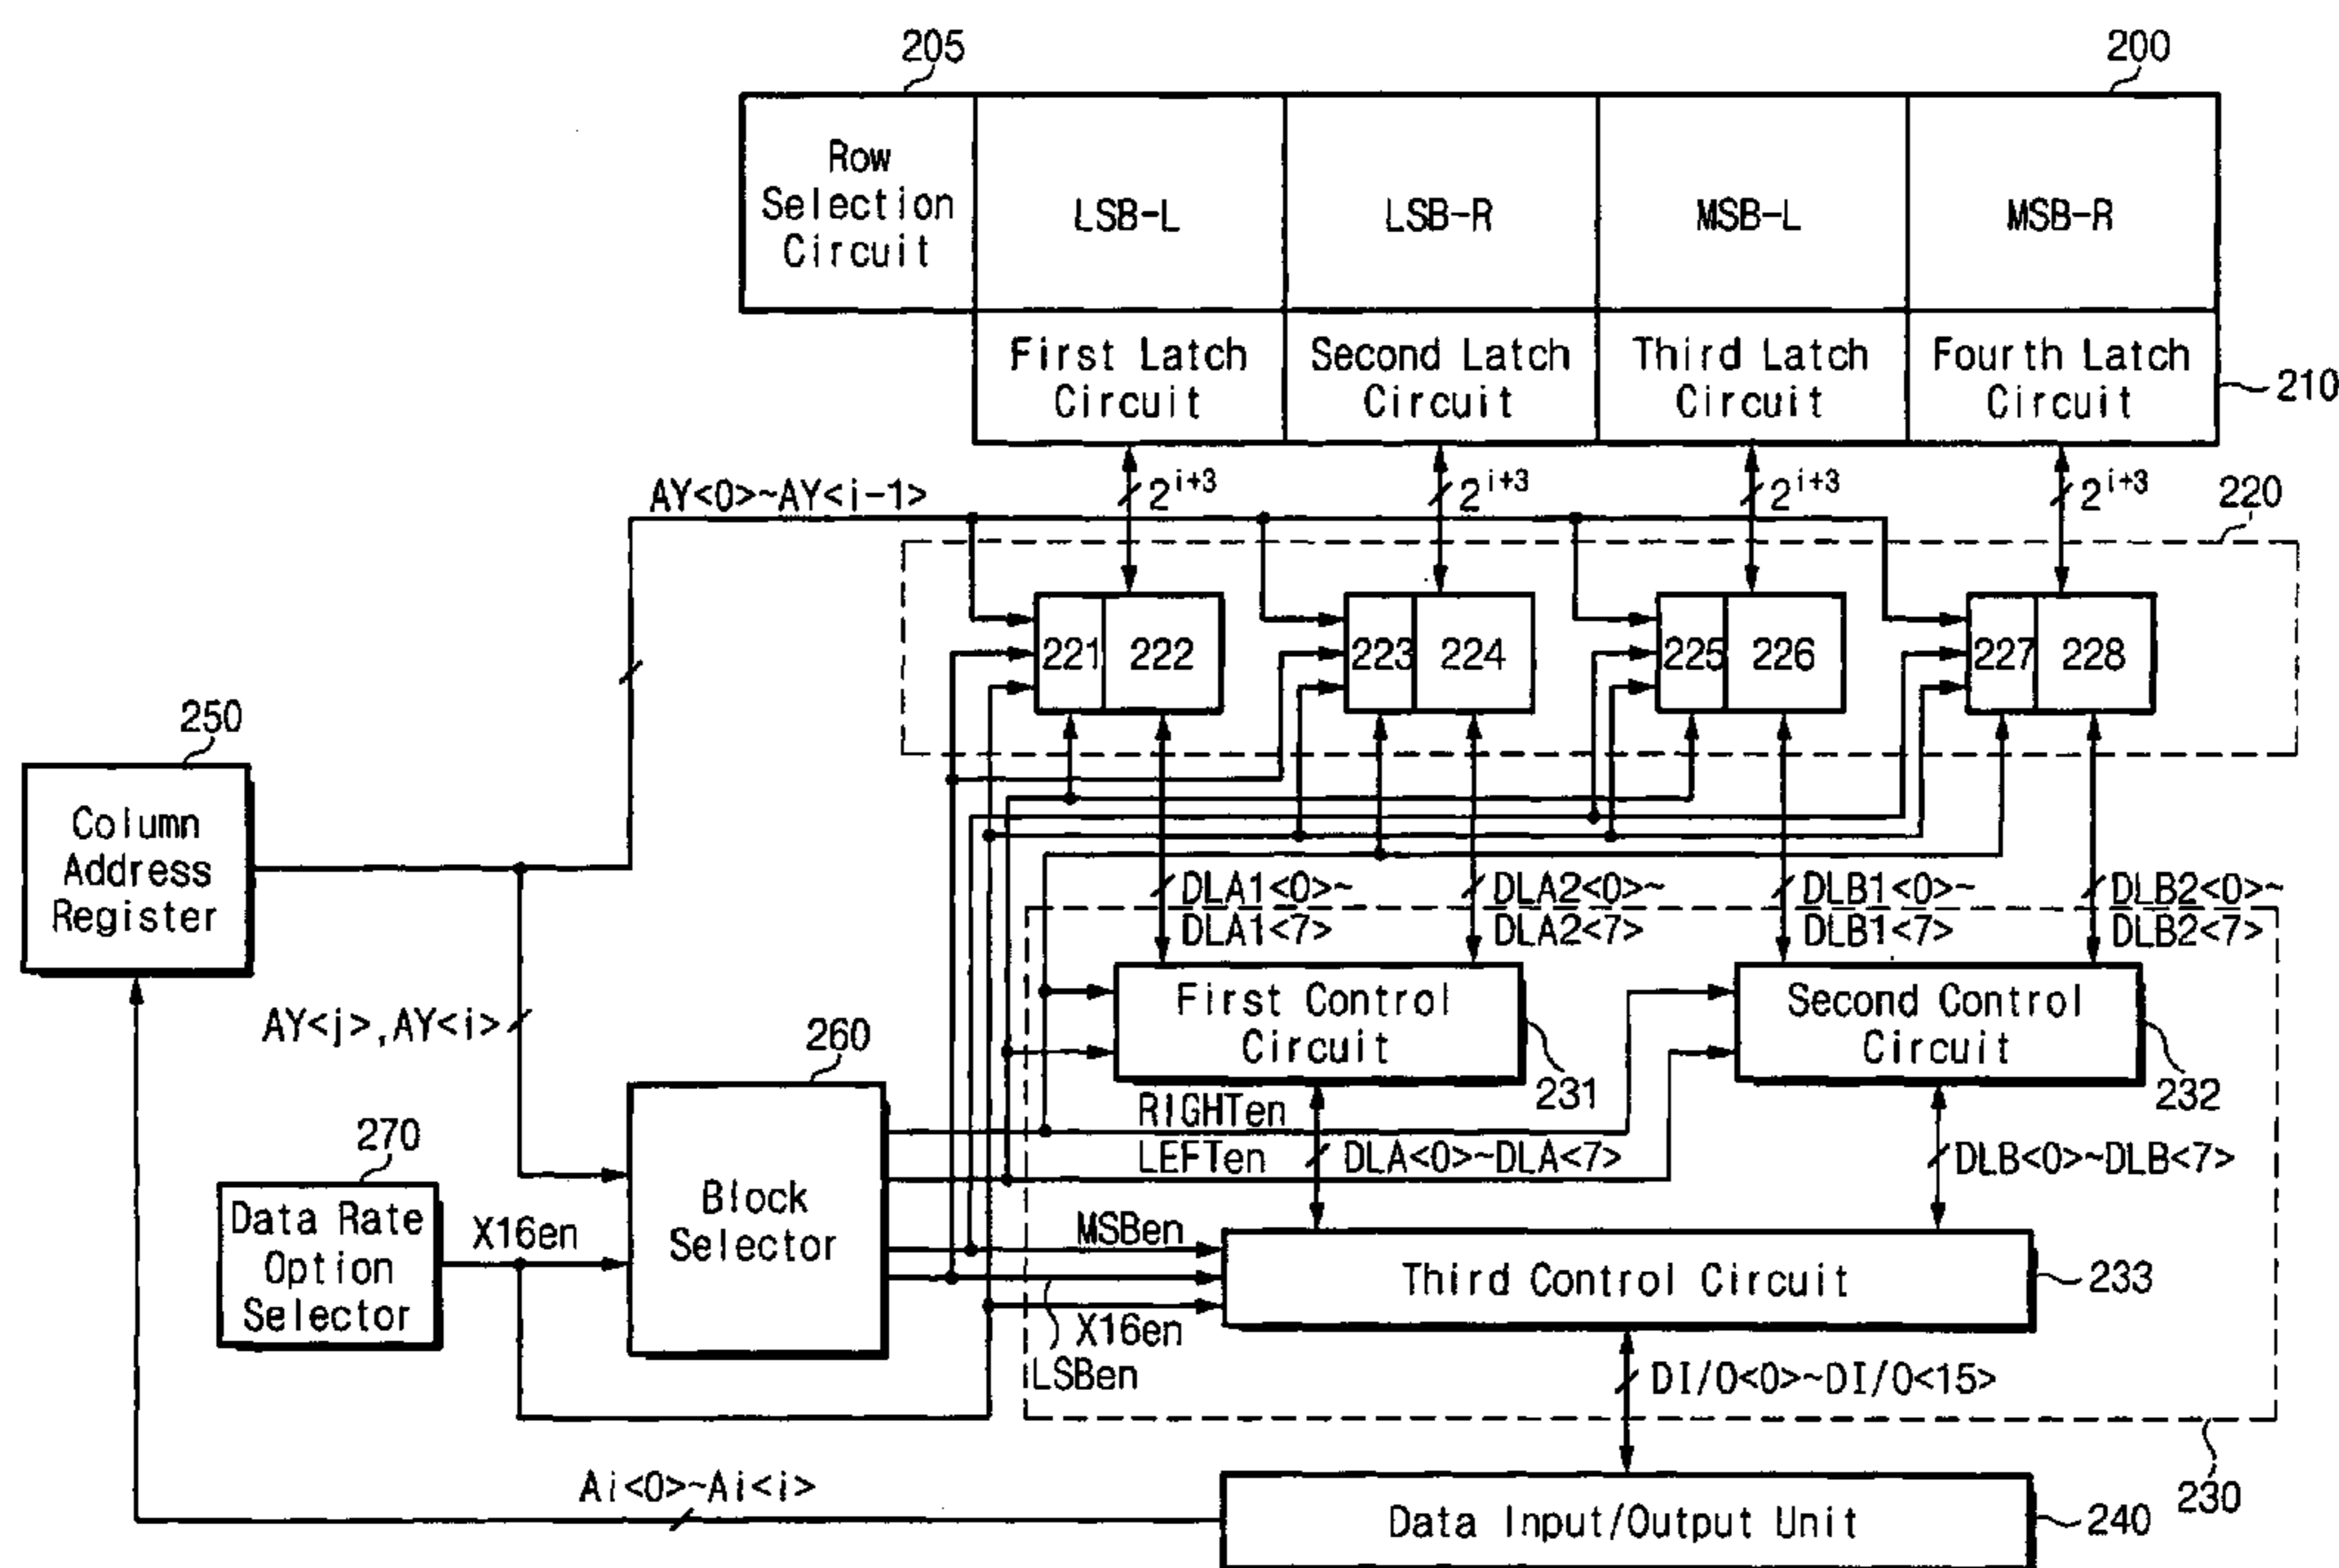 205
200
Row
Selection
Circuit
LSB-L
LSB-R
MSB-L
MSB-R
First Latch
Circuit
Second Latch
Circuit
Third Latch
Circuit
Fourth Latch
Circuit
210
AY<0>~AY<i-1>
2^{i+3}
2^{i+3}
2^{i+3}
2^{i+3}
220
221
222
223
224
225
226
227
228
250
Column
Address
Register
DLA1<0>~
DLA1<7>
DLA2<0>~
DLA2<7>
DLB1<0>~
DLB1<7>
DLB2<0>~
DLB2<7>
First Control
Circuit
231
Second Control
Circuit
232
AY<j>,AY<i>
260
Block
Selector
RIGHTen
LEFTen
DLA<0>~DLA<7>
DLB<0>~DLB<7>
270
Data Rate
Option
Selector
X16en
MSBen
Third Control Circuit
233
X16en
LSBen
DI/O<0>~DI/O<15>
230
Ai<0>~Ai<i>
Data Input/Output Unit
240